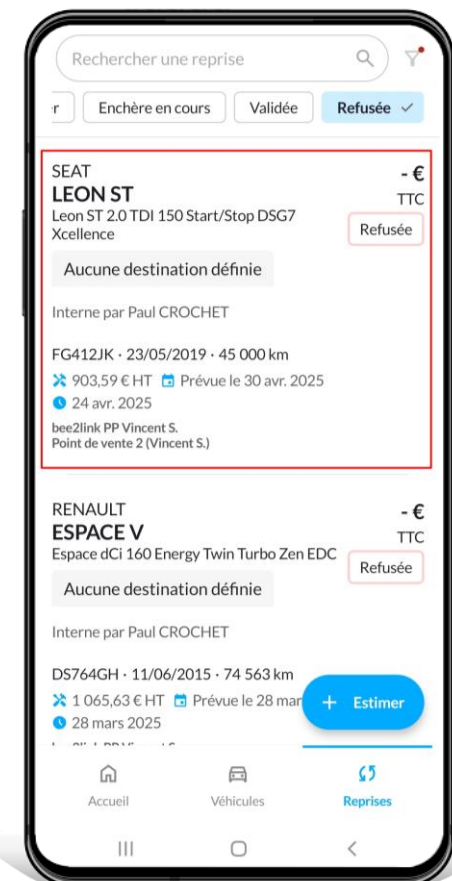 Rechercher une reprise
r
Enchère en cours
Validée
Refusée
SEAT
- €
LEON ST
TTC
Leon ST 2.0 TDI 150 Start/Stop DSG7
Xcellence
Refusée
Aucune destination définie
Interne par Paul CROCHET
FG412JK · 23/05/2019 · 45 000 km
903,59 € HT
Prévue le 30 avr. 2025
24 avr. 2025
bee2link PP Vincent S.
Point de vente 2 (Vincent S.)
RENAULT
- €
ESPACE V
TTC
Espace dCi 160 Energy Twin Turbo Zen EDC
Refusée
Aucune destination définie
Interne par Paul CROCHET
DS764GH · 11/06/2015 · 74 563 km
1 065,63 € HT
Prévue le 28 mar
+ Estimer
28 mars 2025
Accueil
Véhicules
Reprises